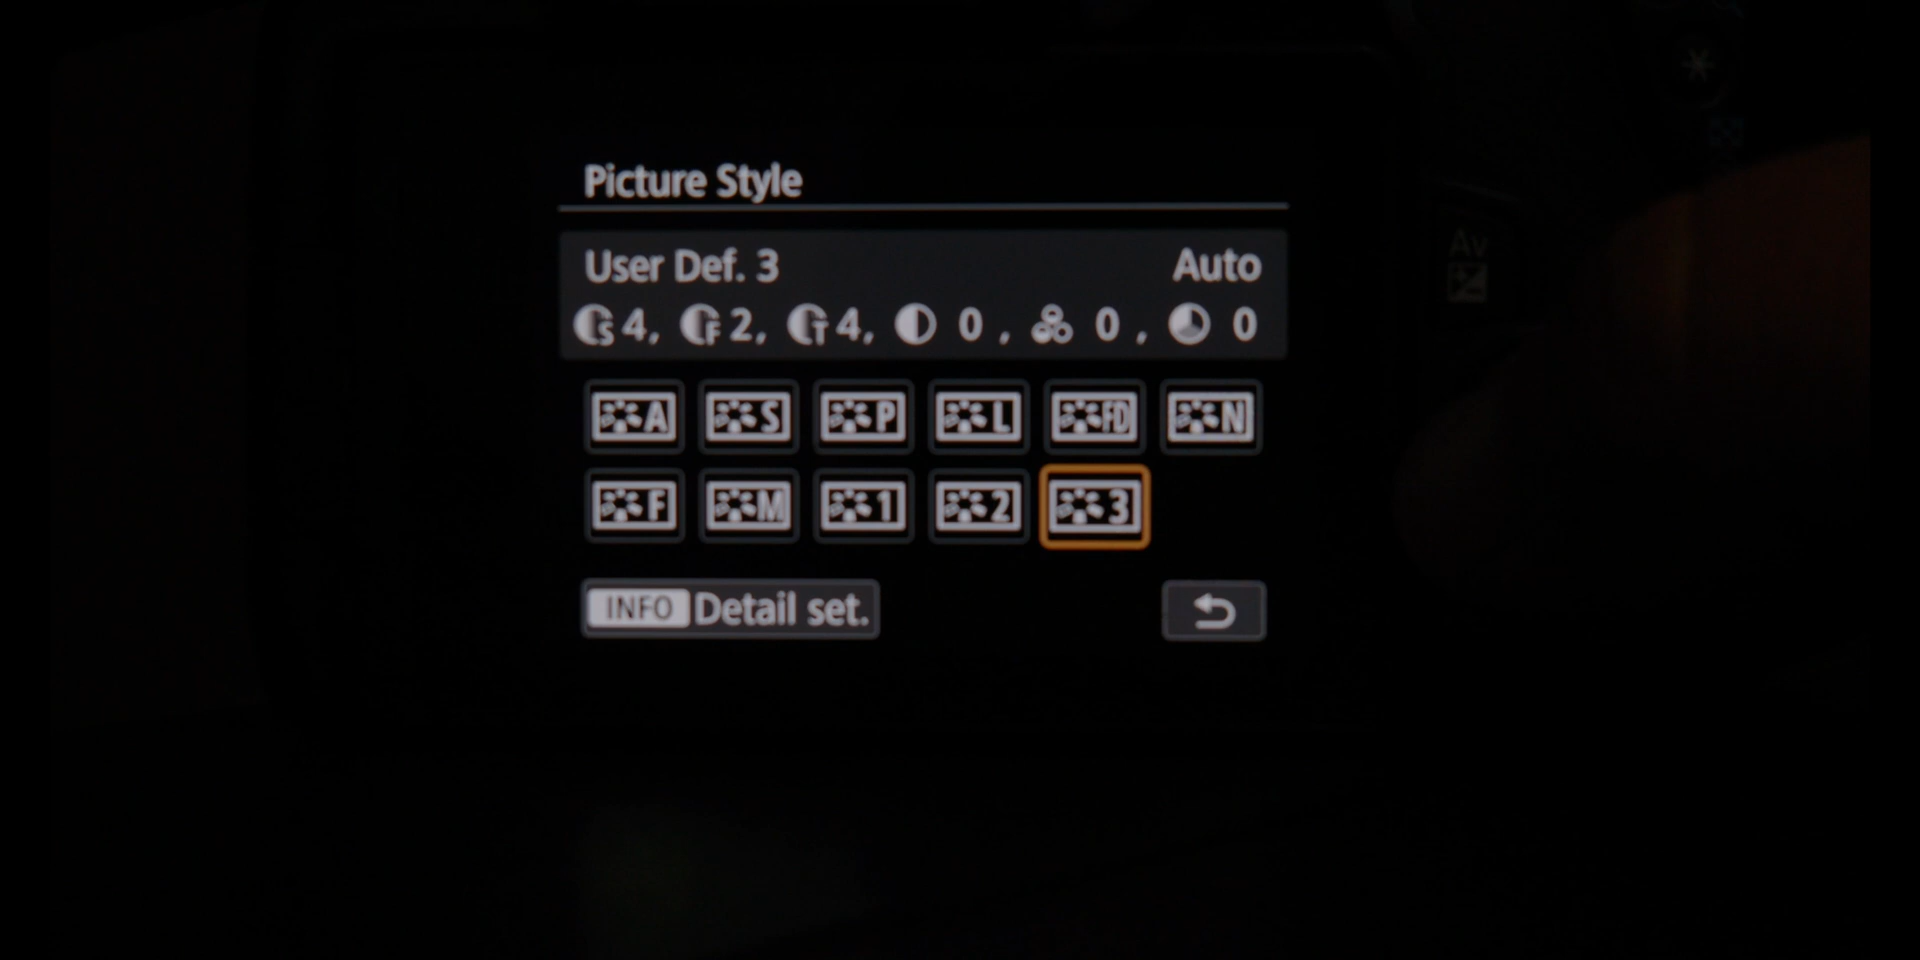 Picture Style
User Def. 3 Auto
S 4, F 2, T 4, 0, 0, 0
A S P L FD N
F M 1 2 3
INFO Detail set.
Av